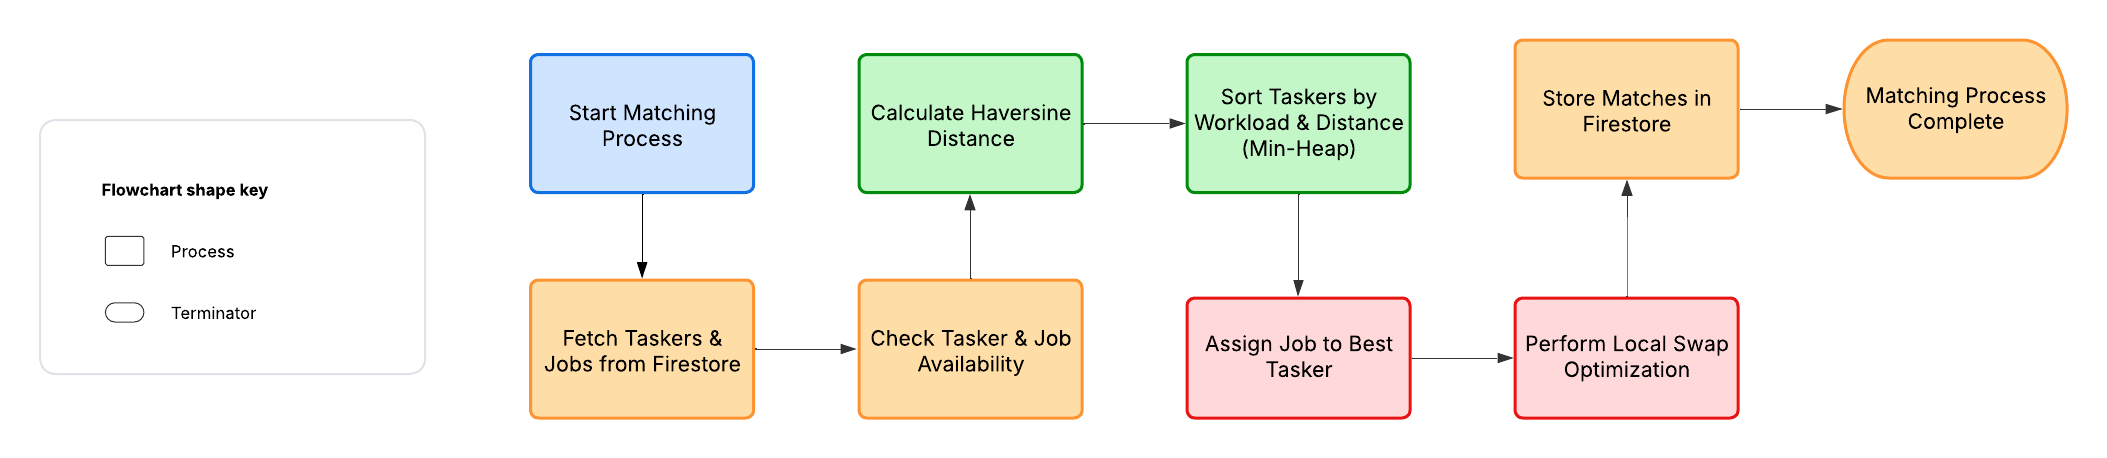 Flowchart shape key
Process
Terminator
Start Matching
Process
Fetch Taskers &
Jobs from Firestore
Check Tasker & Job
Availability
Calculate Haversine
Distance
Sort Taskers by
Workload & Distance
(Min-Heap)
Assign Job to Best
Tasker
Perform Local Swap
Optimization
Store Matches in
Firestore
Matching Process
Complete